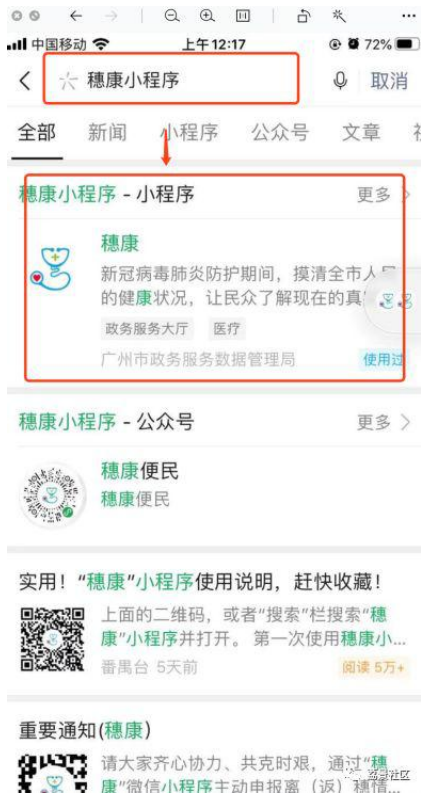 中国移动
上午12:17
72%
穗康小程序
取消
全部
新闻
小程序
公众号
文章
穗康小程序 - 小程序
更多
穗康
新冠病毒肺炎防护期间，摸清全市人民
的健康状况，让民众了解现在的真
政务服务大厅
医疗
广州市政务服务数据管理局
使用过
穗康小程序 - 公众号
更多
穗康便民
穗康便民
实用！“穗康”小程序使用说明，赶快收藏！
上面的二维码，或者“搜索”栏搜索“穗
康”小程序并打开。 第一次使用穗康小...
番禺台 5天前
阅读 5万+
重要通知(穗康）
请大家齐心协力、共克时艰，通过“穗
康”微信小程序主动申报离（返）穗情...
荔景社区